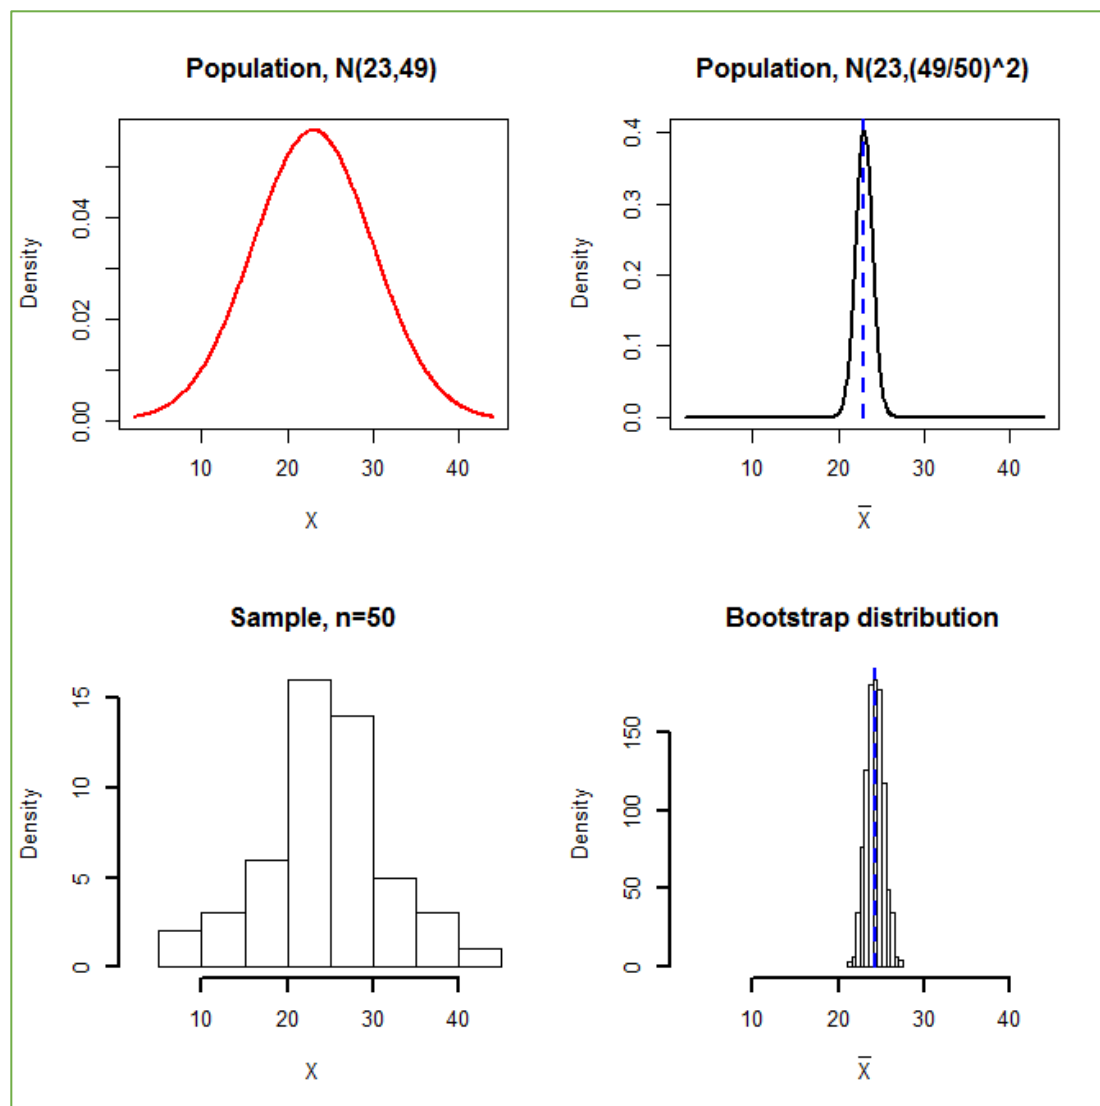 Population, N(23,49)
Density
0.00
0.02
0.04
10 20 30 40
X
Population, N(23,(49/50)^2)
Density
0.0
0.1
0.2
0.3
0.4
10 20 30 40
X̅
Sample, n=50
Density
0
5
10
15
10 20 30 40
X
Bootstrap distribution
Density
0
50
100
150
10 20 30 40
X̅